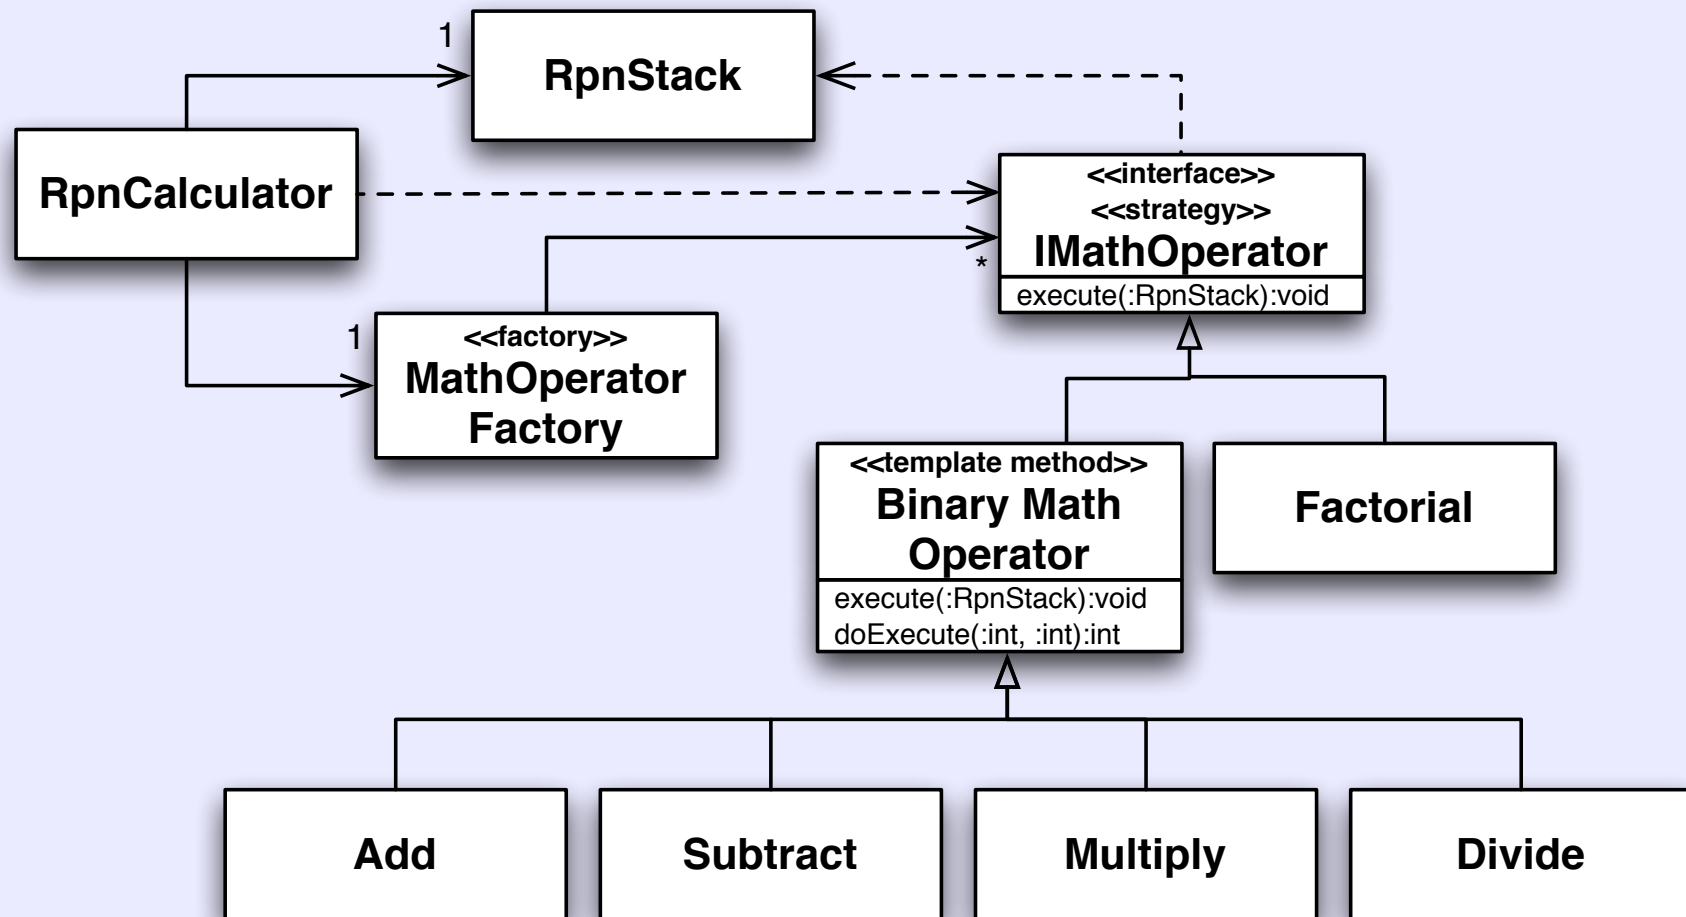 1
RpnStack
RpnCalculator
<<interface>>
<<strategy>>
IMathOperator
execute(:RpnStack):void
*
1
<<factory>>
MathOperator
Factory
<<template method>>
Binary Math
Operator
execute(:RpnStack):void
doExecute(:int, :int):int
Factorial
Add
Subtract
Multiply
Divide